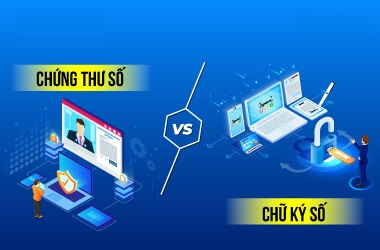 CHỨNG THƯ SỐ
VS
CHỮ KÝ SỐ